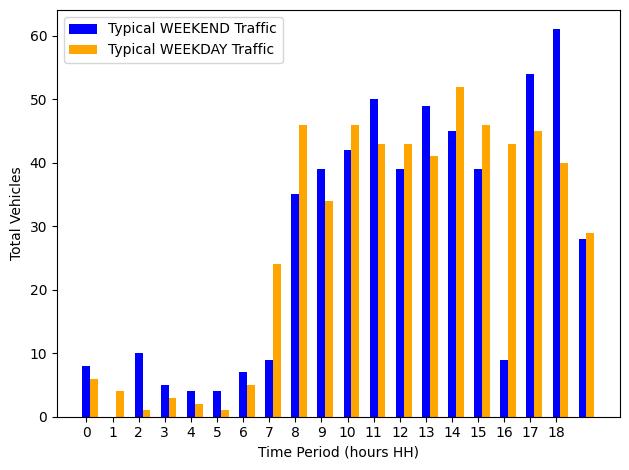 Typical WEEKEND Traffic
Typical WEEKDAY Traffic
60
50
40
30
20
10
0
Total Vehicles
0 1 2 3 4 5 6 7 8 9 10 11 12 13 14 15 16 17 18
Time Period (hours HH)